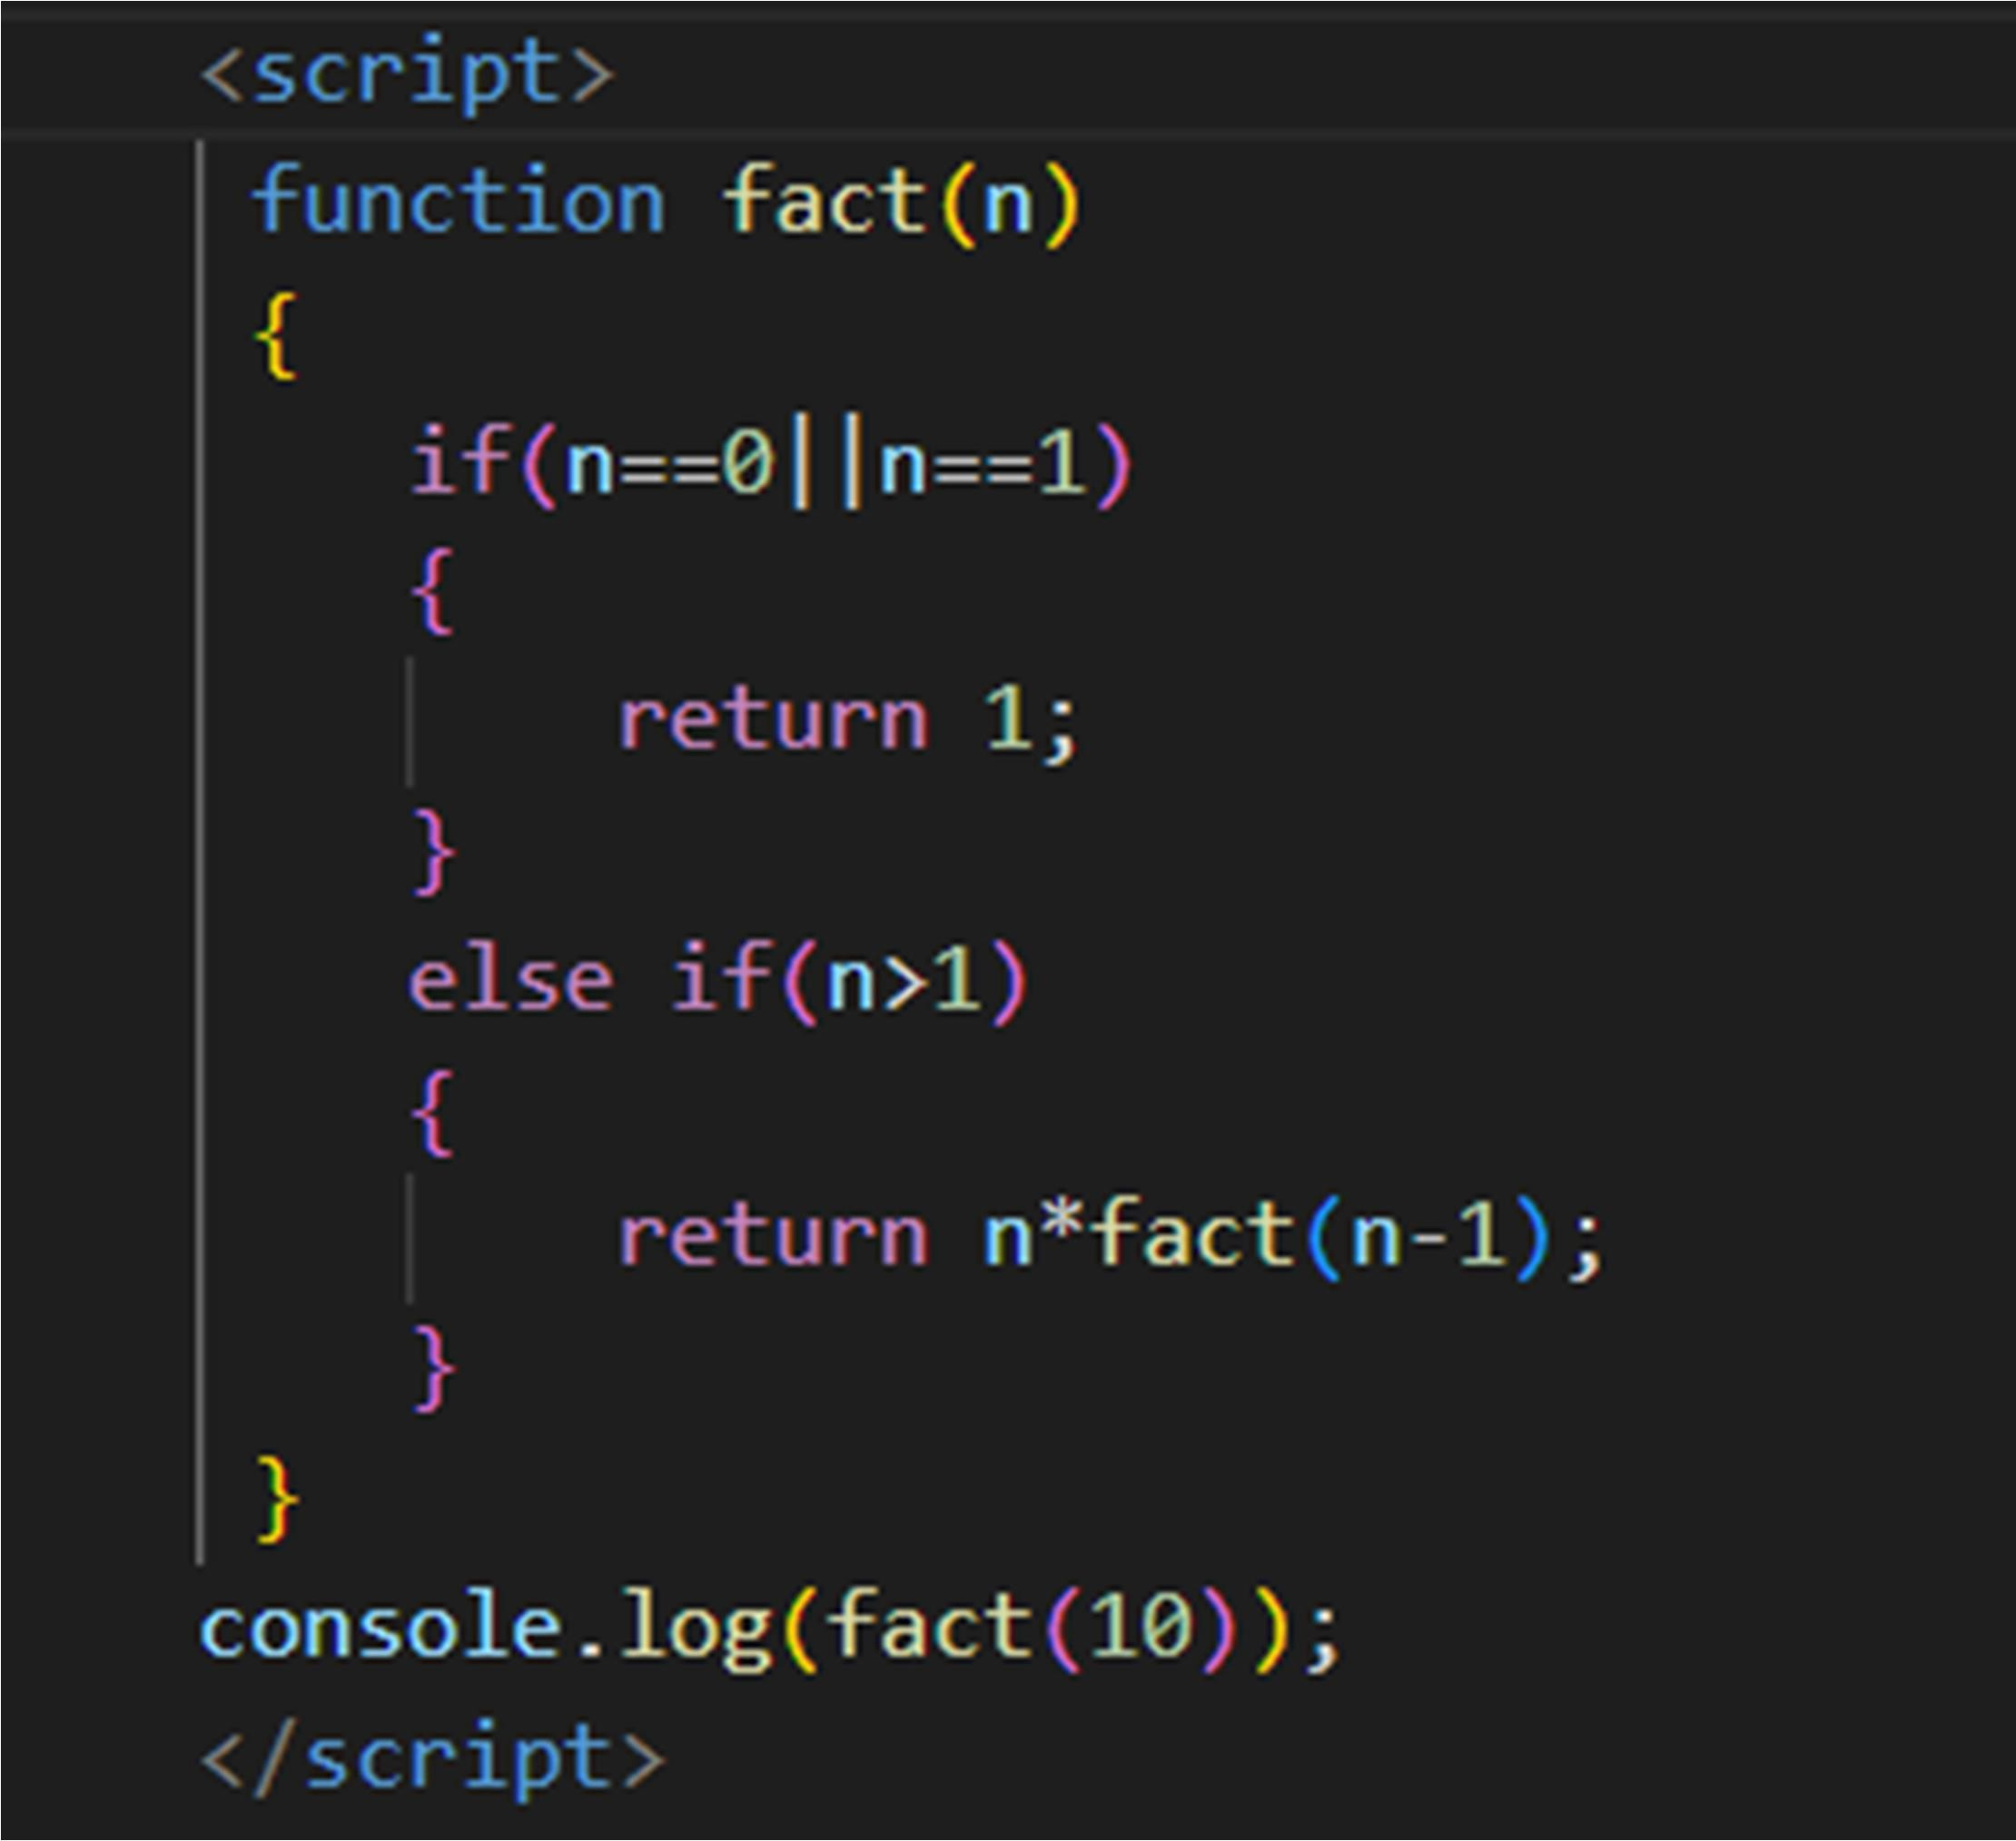 <script>
function fact(n)
{
if(n==0||n==1)
{
return 1;
}
else if(n>1)
{
return n*fact(n-1);
}
}
console.log(fact(10));
</script>